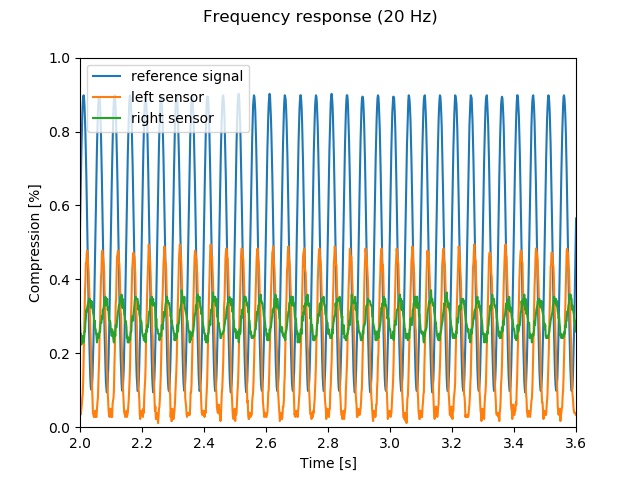 Frequency response (20 Hz)
1.0
0.8
0.6
0.4
0.2
0.0
Compression [%]
reference signal
left sensor
right sensor
2.0 2.2 2.4 2.6 2.8 3.0 3.2 3.4 3.6
Time [s]